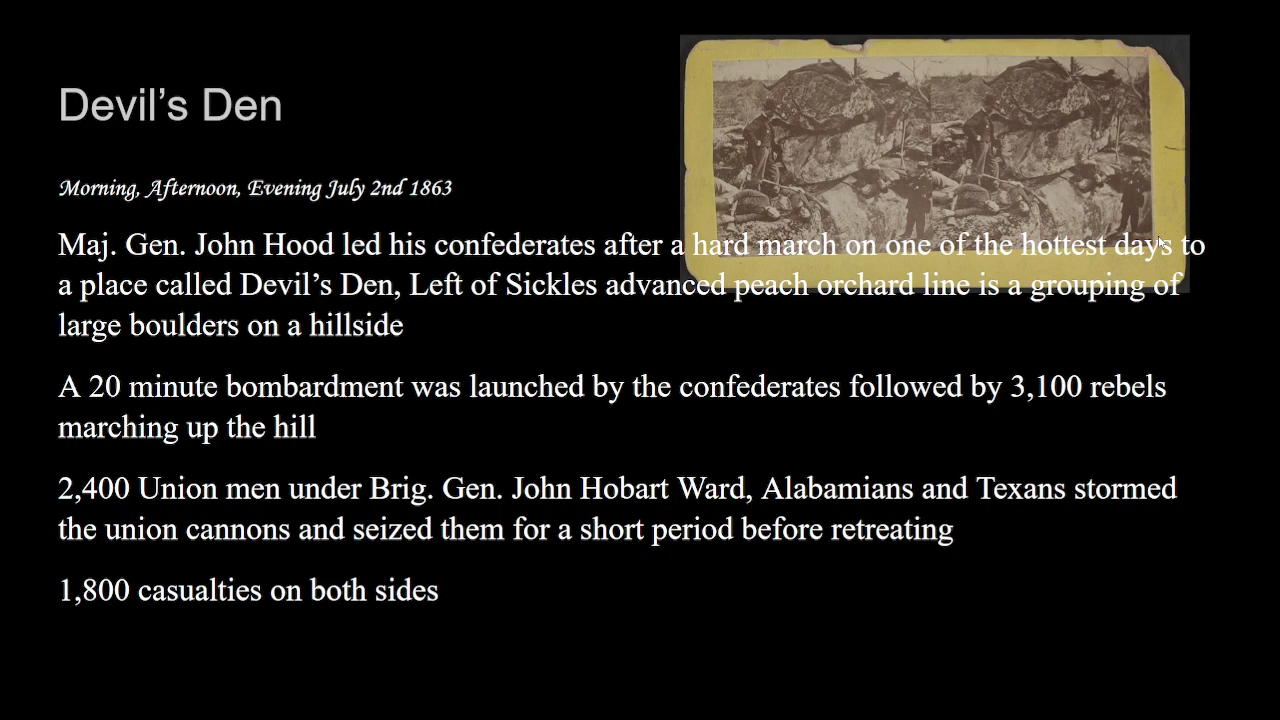 Devil's Den
Morning, Afternoon, Evening July 2nd 1863
Maj. Gen. John Hood led his confederates after a hard march on one of the hottest days to
a place called Devil's Den, Left of Sickles advanced peach orchard line is a grouping of
large boulders on a hillside
A 20 minute bombardment was launched by the confederates followed by 3,100 rebels
marching up the hill
2,400 Union men under Brig. Gen. John Hobart Ward, Alabamians and Texans stormed
the union cannons and seized them for a short period before retreating
1,800 casualties on both sides